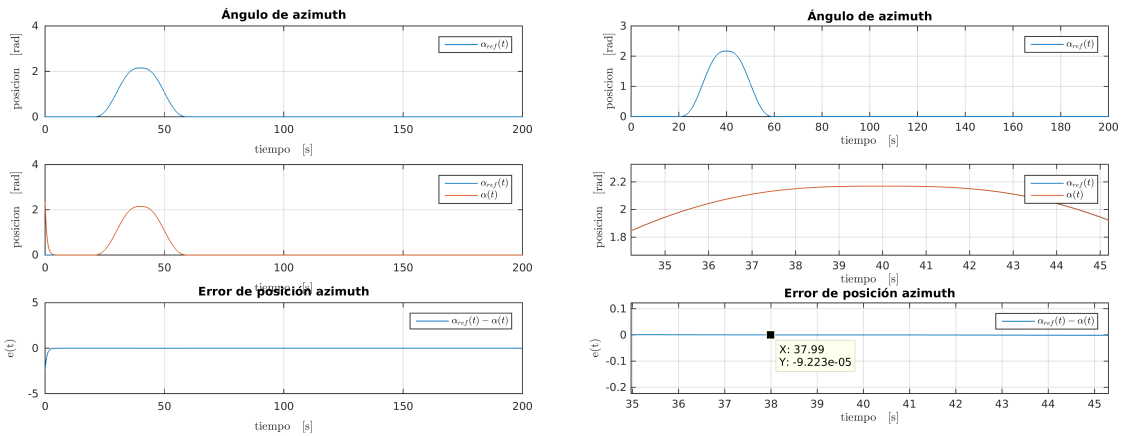 Ángulo de azimuth
posicion [rad]
4
2
0
α_ref(t)
0 50 100 150 200
tiempo [s]
posicion [rad]
4
2
0
α_ref(t)
α(t)
0 50 100 150 200
tiempo [s]
Error de posición azimuth
e(t)
5
0
-5
α_ref(t) − α(t)
0 50 100 150 200
tiempo [s]
Ángulo de azimuth
posicion [rad]
3
2
1
0
α_ref(t)
0 20 40 60 80 100 120 140 160 180 200
tiempo [s]
posicion [rad]
2.2
2
1.8
α_ref(t)
α(t)
35 36 37 38 39 40 41 42 43 44 45
tiempo [s]
Error de posición azimuth
e(t)
0.1
0
-0.1
-0.2
α_ref(t) − α(t)
X: 37.99
Y: -9.223e-05
35 36 37 38 39 40 41 42 43 44 45
tiempo [s]